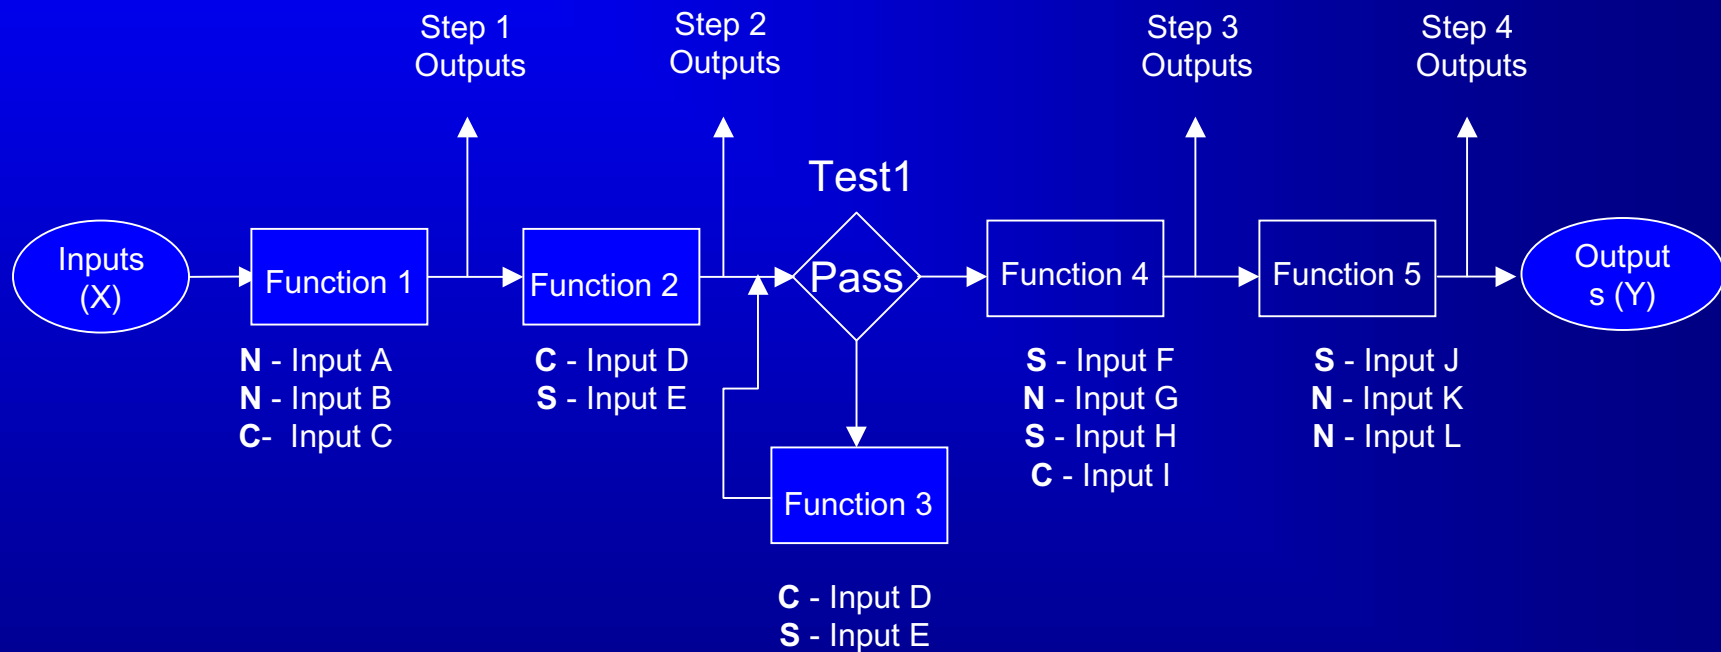 Step 1
Outputs
Step 2
Outputs
Step 3
Outputs
Step 4
Outputs
Test1
Inputs
(X)
Function 1
Function 2
Pass
Function 4
Function 5
Output
s (Y)
N - Input A
N - Input B
C- Input C
C - Input D
S - Input E
S - Input F
N - Input G
S - Input H
C - Input I
S - Input J
N - Input K
N - Input L
Function 3
C - Input D
S - Input E